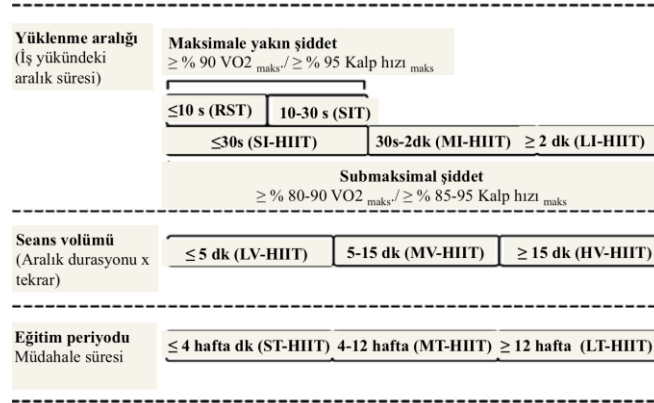 Yüklenme aralığı
(İş yükündeki
aralık süresi)
Maksimale yakın şiddet
≥ % 90 VO2 maks./ ≥ % 95 Kalp hızı maks
≤10 s (RST) 10-30 s (SIT)
≤30s (SI-HIIT) 30s-2dk (MI-HIIT) ≥ 2 dk (LI-HIIT)
Submaksimal şiddet
≥ % 80-90 VO2 maks./ ≥ % 85-95 Kalp hızı maks
Seans volümü
(Aralık durasyonu x
tekrar)
≤ 5 dk (LV-HIIT) 5-15 dk (MV-HIIT) ≥ 15 dk (HV-HIIT)
Eğitim periyodu
Müdahale süresi
≤ 4 hafta dk (ST-HIIT) 4-12 hafta (MT-HIIT) ≥ 12 hafta (LT-HIIT)